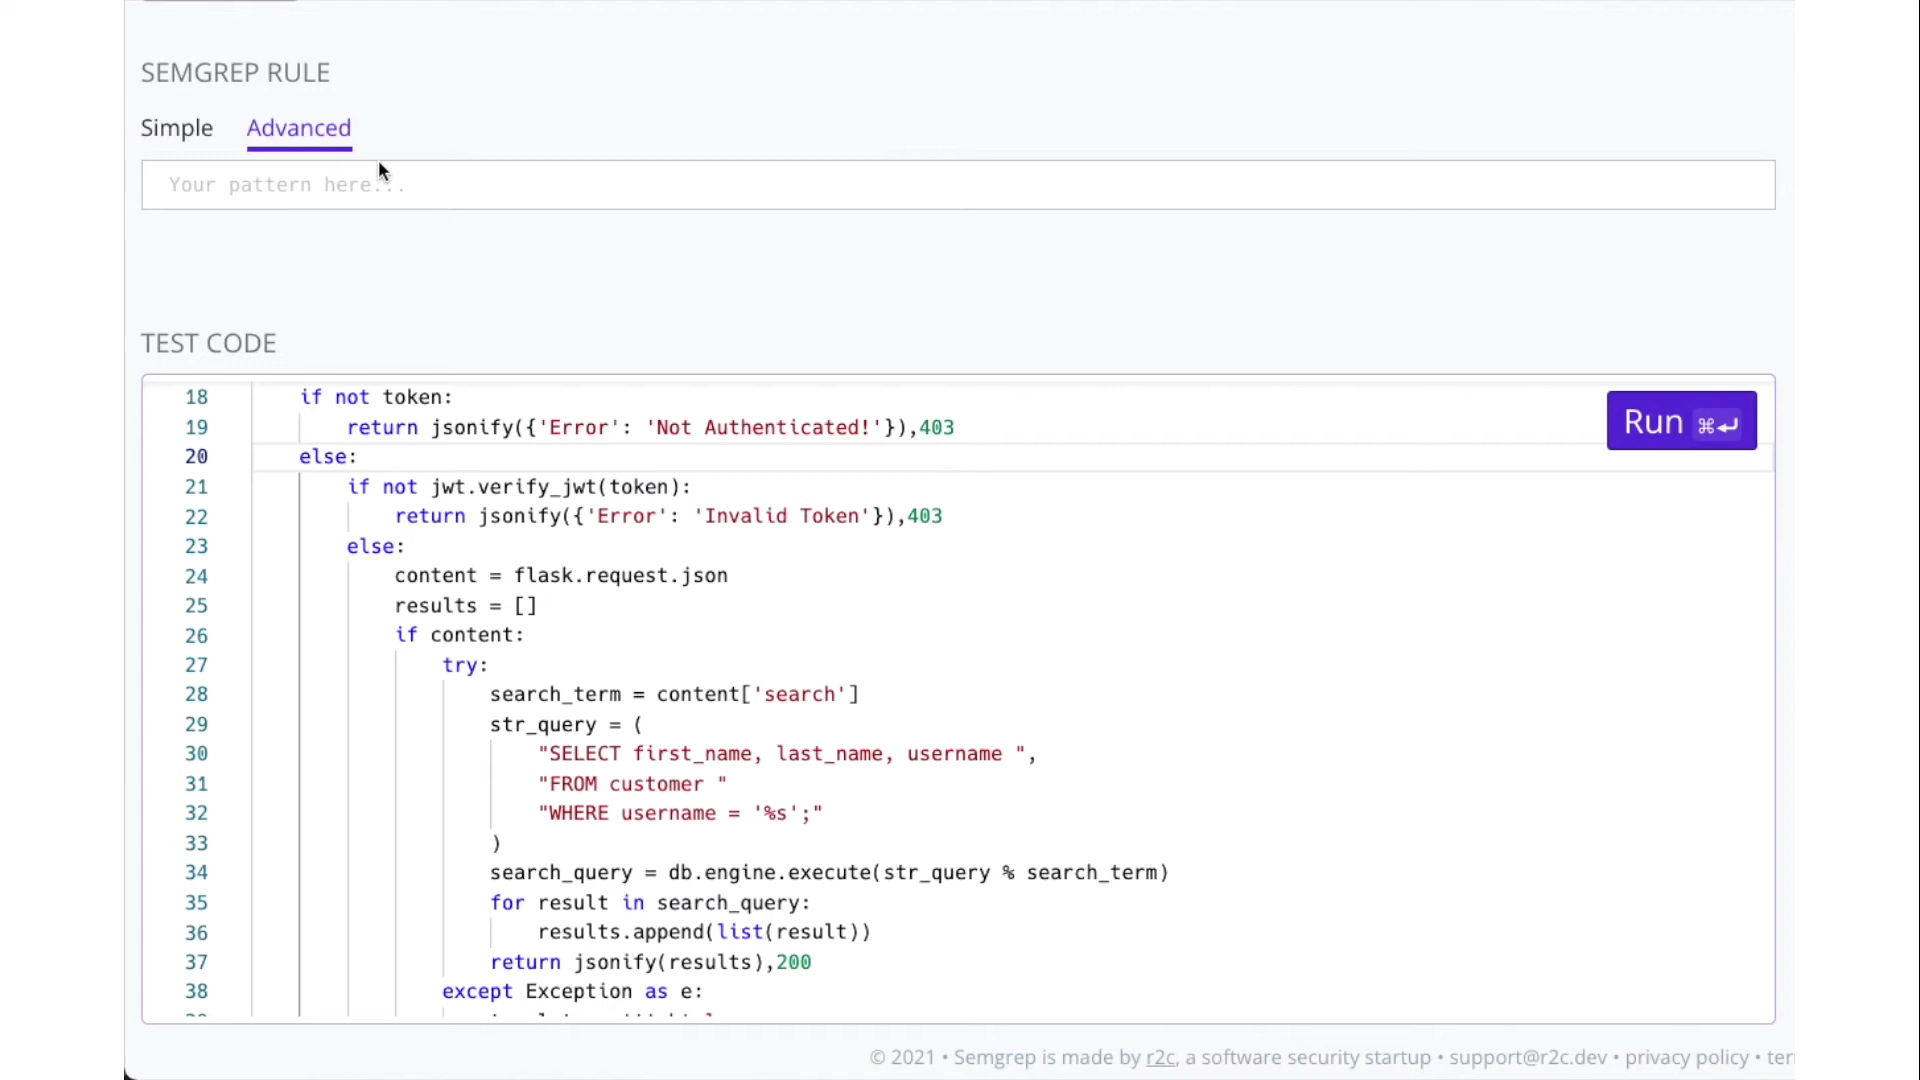 SEMGREP RULE
Simple Advanced
Your pattern here...
TEST CODE
Run ⌘↵
18 if not token:
19 return jsonify({'Error': 'Not Authenticated!'}),403
20 else:
21 if not jwt.verify_jwt(token):
22 return jsonify({'Error': 'Invalid Token'}),403
23 else:
24 content = flask.request.json
25 results = []
26 if content:
27 try:
28 search_term = content['search']
29 str_query = (
30 "SELECT first_name, last_name, username ",
31 "FROM customer "
32 "WHERE username = '%s';"
33 )
34 search_query = db.engine.execute(str_query % search_term)
35 for result in search_query:
36 results.append(list(result))
37 return jsonify(results),200
38 except Exception as e:
© 2021 • Semgrep is made by r2c, a software security startup • support@r2c.dev • privacy policy • ter